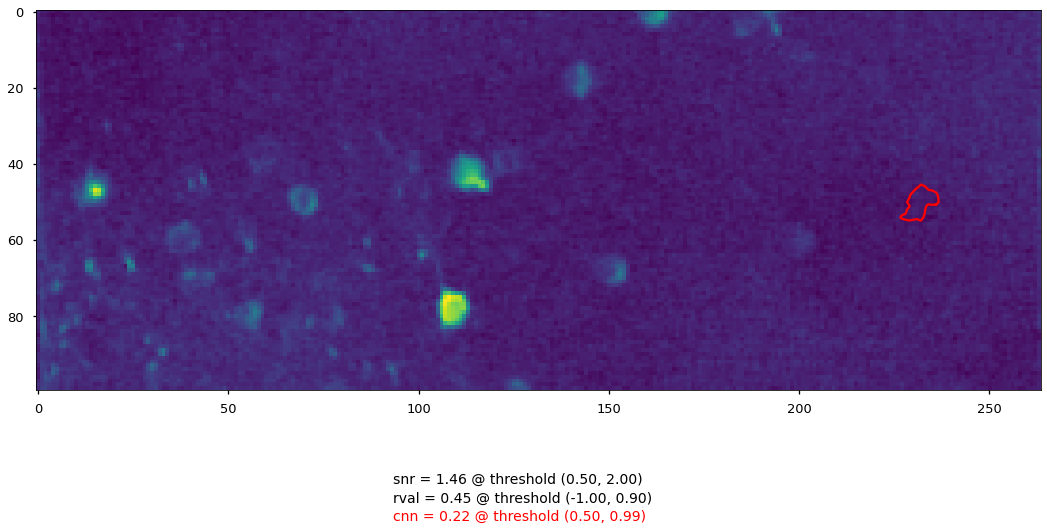 0
20
40
60
80
0 50 100 150 200 250
snr = 1.46 @ threshold (0.50, 2.00)
rval = 0.45 @ threshold (-1.00, 0.90)
cnn = 0.22 @ threshold (0.50, 0.99)